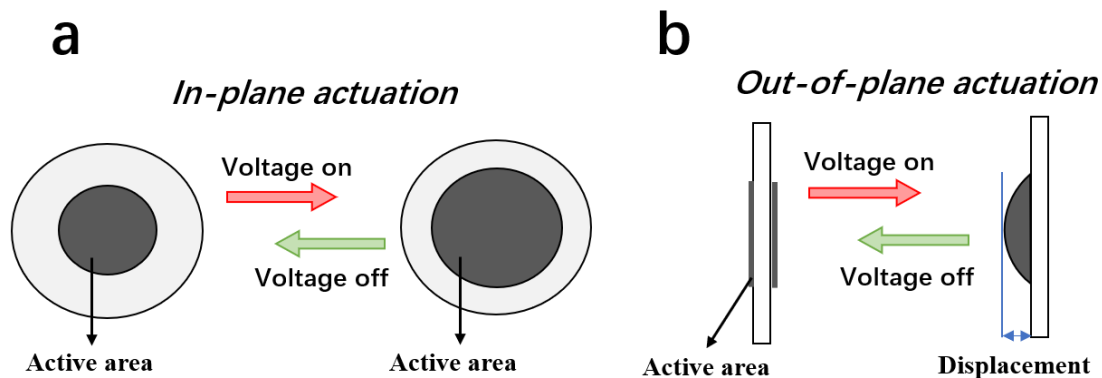 a
In-plane actuation
Voltage on
Voltage off
Active area
Active area
b
Out-of-plane actuation
Voltage on
Voltage off
Active area
Displacement